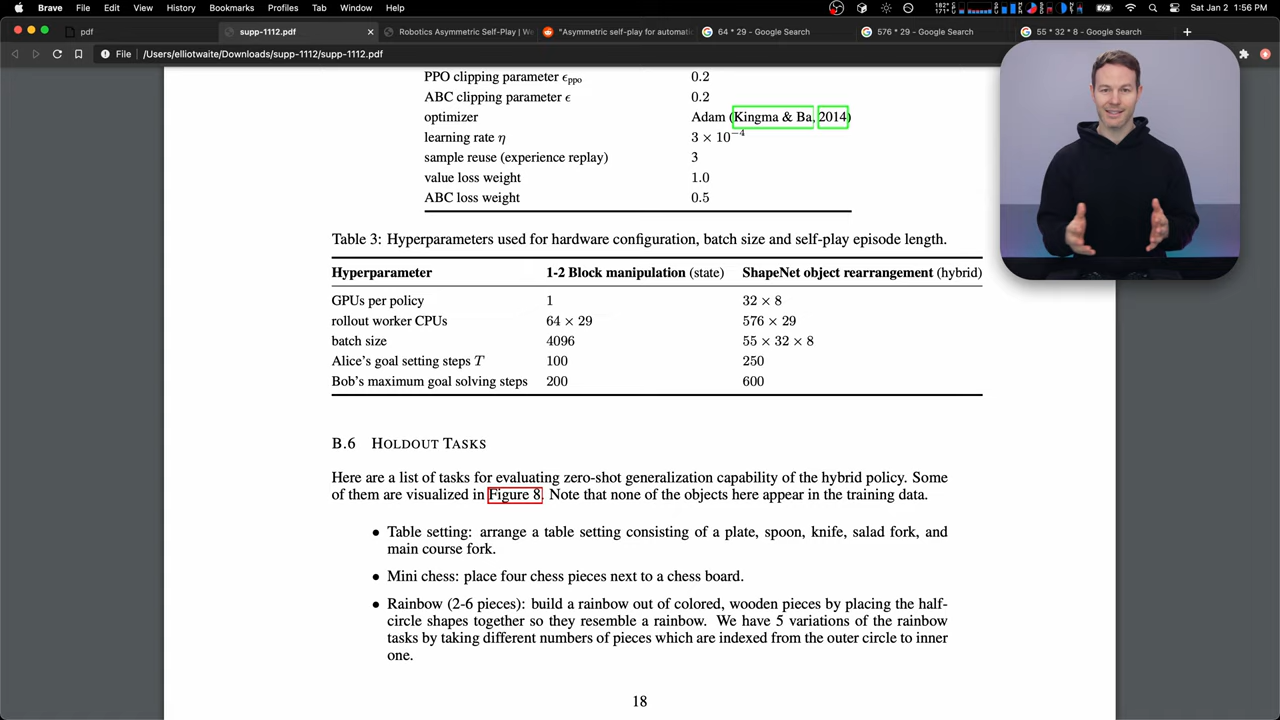 Brave File Edit View History Bookmarks Profiles Tab Window Help
182° 171° Sat Jan 2 1:56 PM
pdf
supp-1112.pdf
Robotics Asymmetric Self-Play | W
"Asymmetric self-play for automat
64 * 29 - Google Search
576 * 29 - Google Search
55 * 32 * 8 - Google Search
File /Users/elliotwaite/Downloads/supp-1112/supp-1112.pdf
PPO clipping parameter ϵppo 0.2
ABC clipping parameter ϵ 0.2
optimizer Adam (Kingma & Ba, 2014)
learning rate η 3 × 10⁻⁴
sample reuse (experience replay) 3
value loss weight 1.0
ABC loss weight 0.5
Table 3: Hyperparameters used for hardware configuration, batch size and self-play episode length.
Hyperparameter 1-2 Block manipulation (state) ShapeNet object rearrangement (hybrid)
GPUs per policy 1 32 × 8
rollout worker CPUs 64 × 29 576 × 29
batch size 4096 55 × 32 × 8
Alice's goal setting steps T 100 250
Bob's maximum goal solving steps 200 600
B.6 HOLDOUT TASKS
Here are a list of tasks for evaluating zero-shot generalization capability of the hybrid policy. Some
of them are visualized in Figure 8. Note that none of the objects here appear in the training data.
• Table setting: arrange a table setting consisting of a plate, spoon, knife, salad fork, and
main course fork.
• Mini chess: place four chess pieces next to a chess board.
• Rainbow (2-6 pieces): build a rainbow out of colored, wooden pieces by placing the half-
circle shapes together so they resemble a rainbow. We have 5 variations of the rainbow
tasks by taking different numbers of pieces which are indexed from the outer circle to inner
one.
18